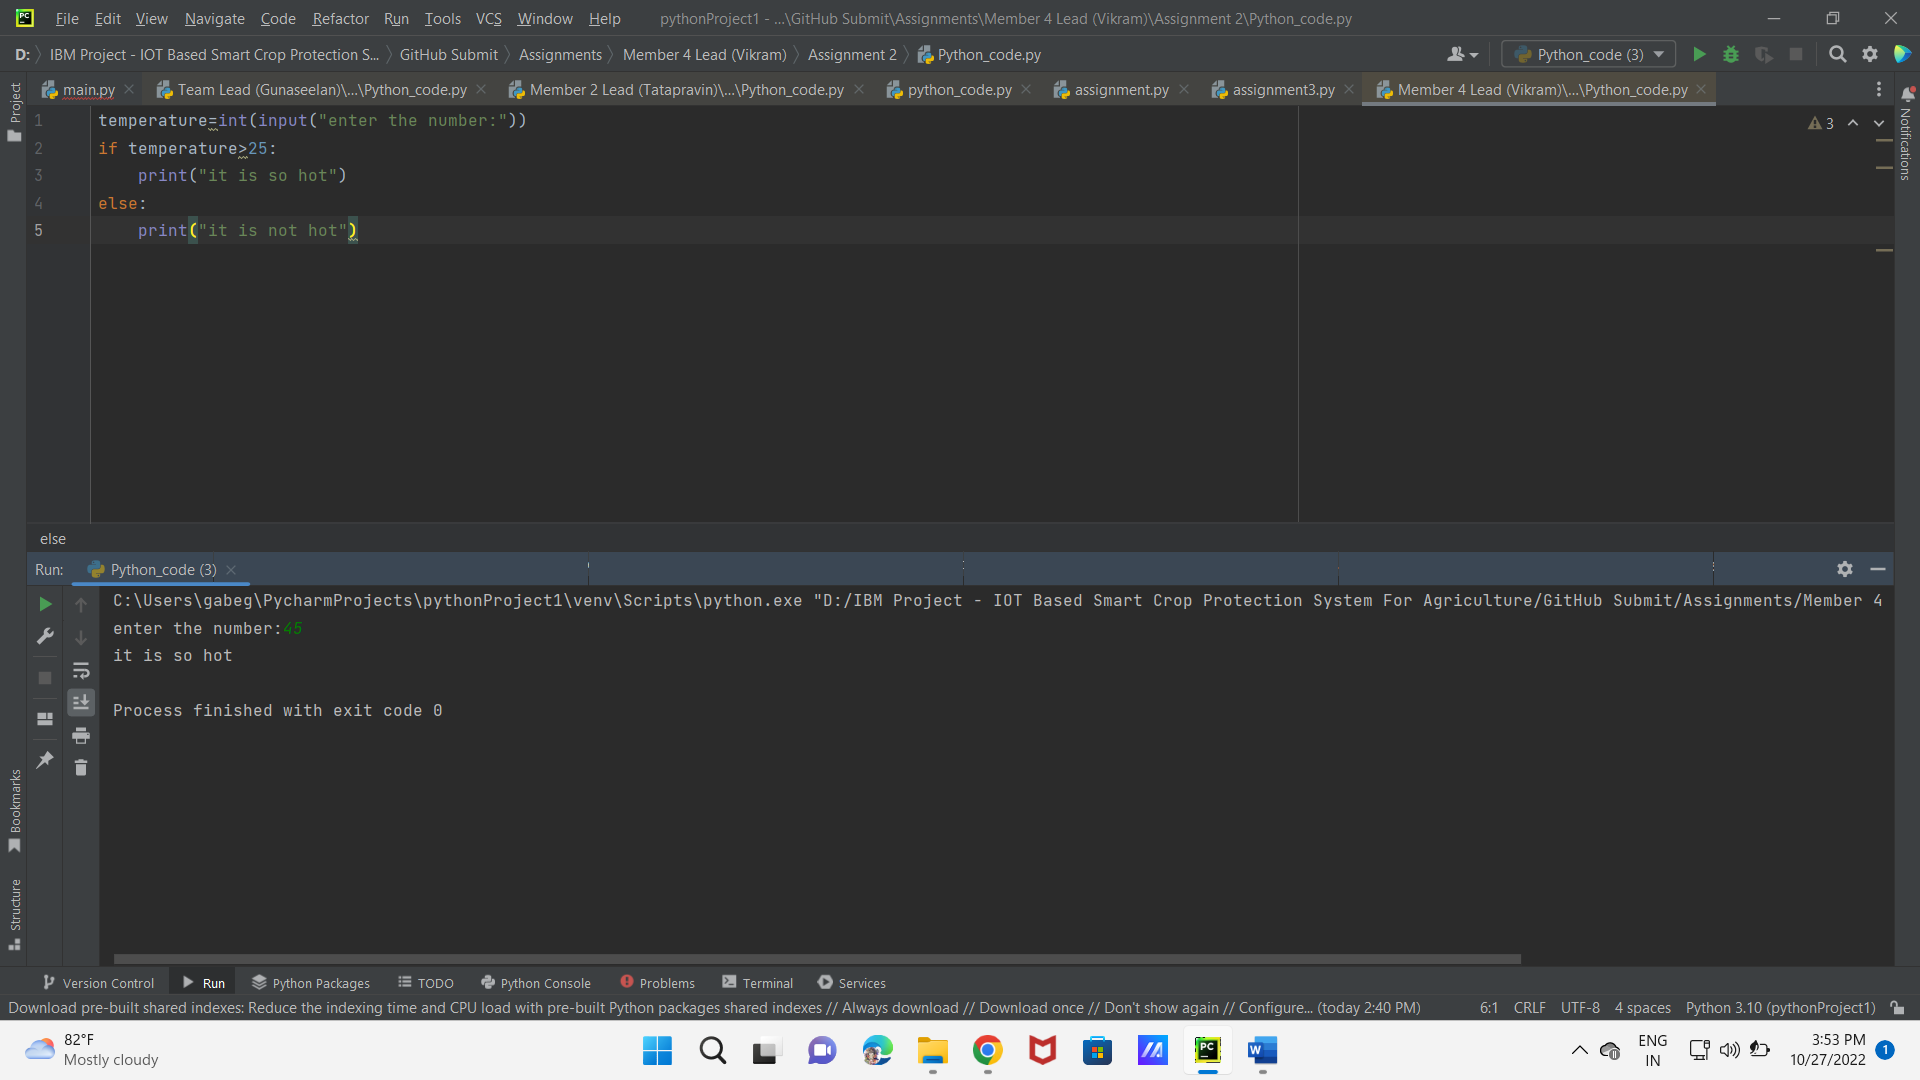 PC File Edit View Navigate Code Refactor Run Tools VCS Window Help pythonProject1 - ...\GitHub Submit\Assignments\Member 4 Lead (Vikram)\Assignment 2\Python_code.py
D: IBM Project - IOT Based Smart Crop Protection S... GitHub Submit Assignments Member 4 Lead (Vikram) Assignment 2 Python_code.py Python_code (3)
main.py Team Lead (Gunaseelan)\...\Python_code.py Member 2 Lead (Tatapravin)\...\Python_code.py python_code.py assignment.py assignment3.py Member 4 Lead (Vikram)\...\Python_code.py
Project
Notifications
1 temperature=int(input("enter the number:"))
3
2 if temperature>25:
3 print("it is so hot")
4 else:
5 print("it is not hot")
else
Run: Python_code (3)
C:\Users\gabeg\PycharmProjects\pythonProject1\venv\Scripts\python.exe "D:/IBM Project - IOT Based Smart Crop Protection System For Agriculture/GitHub Submit/Assignments/Member 4
enter the number:45
it is so hot
Process finished with exit code 0
Bookmarks
Structure
Version Control Run Python Packages TODO Python Console Problems Terminal Services
Download pre-built shared indexes: Reduce the indexing time and CPU load with pre-built Python packages shared indexes // Always download // Download once // Don't show again // Configure... (today 2:40 PM) 6:1 CRLF UTF-8 4 spaces Python 3.10 (pythonProject1)
82°F
Mostly cloudy
PC
W
ENG
IN
3:53 PM
10/27/2022
1